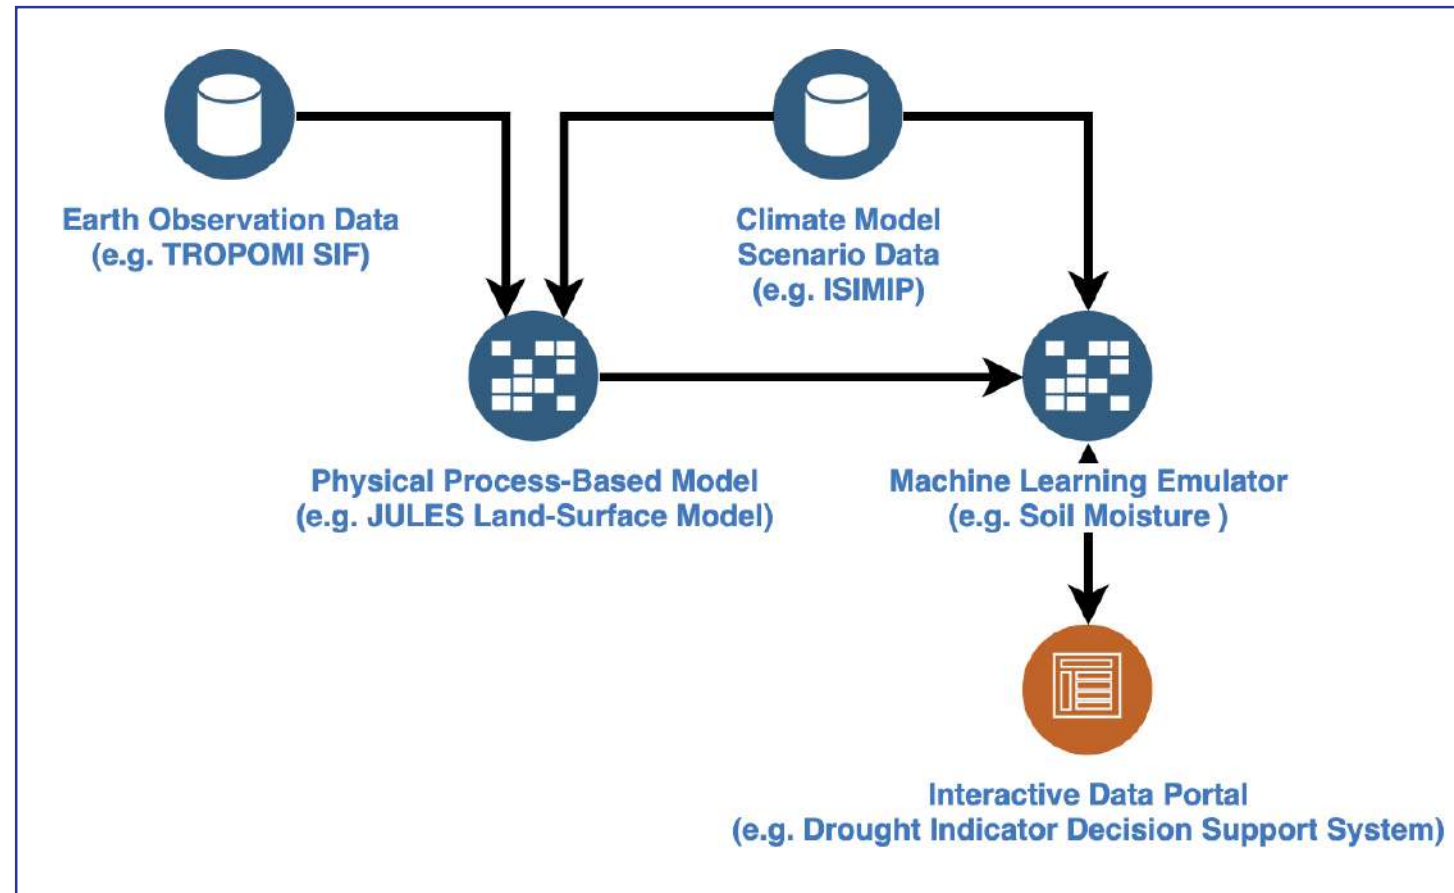 Earth Observation Data
(e.g. TROPOMI SIF)
Climate Model
Scenario Data
(e.g. ISIMIP)
Physical Process-Based Model
(e.g. JULES Land-Surface Model)
Machine Learning Emulator
(e.g. Soil Moisture )
Interactive Data Portal
(e.g. Drought Indicator Decision Support System)